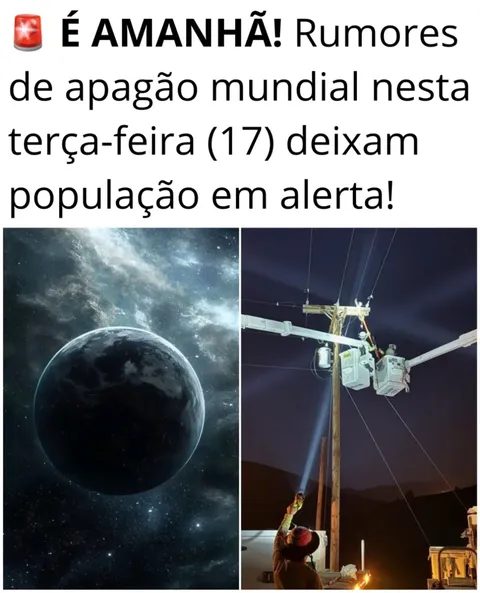 🚨 É AMANHÃ! Rumores
de apagão mundial nesta
terça-feira (17) deixam
população em alerta!